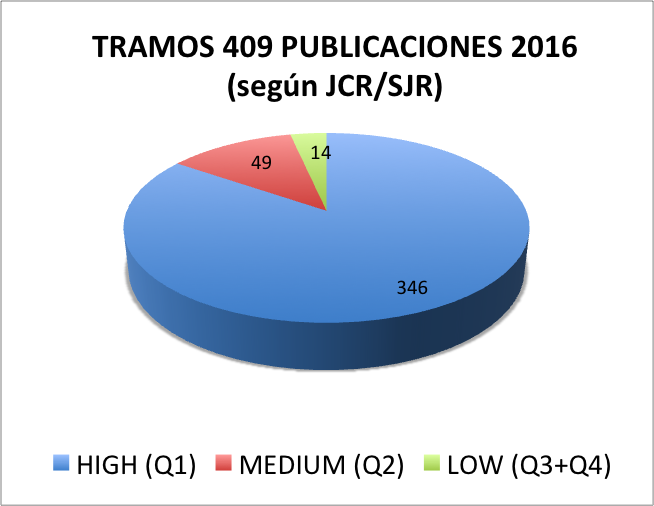 TRAMOS 409 PUBLICACIONES 2016
(según JCR/SJR)
14
49
346
HIGH (Q1) MEDIUM (Q2) LOW (Q3+Q4)